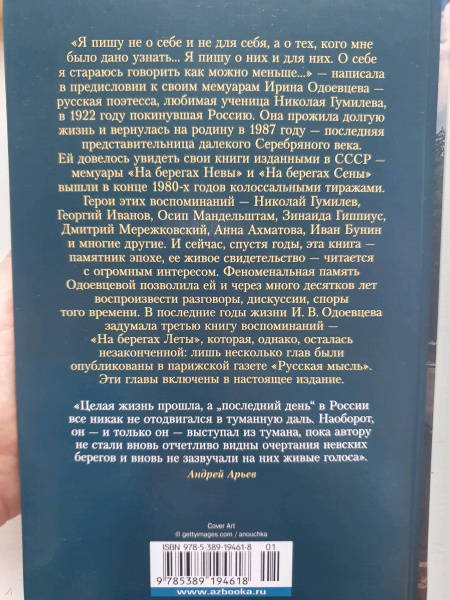 «Я пишу не о себе и не для себя, а о тех, кого мне
было дано узнать... Я пишу о них и для них. О себе
я стараюсь говорить как можно меньше...» — написала
в предисловии к своим мемуарам Ирина Одоевцева —
русская поэтесса, любимая ученица Николая Гумилева,
в 1922 году покинувшая Россию. Она прожила долгую
жизнь и вернулась на родину в 1987 году — последняя
представительница далекого Серебряного века.
Ей довелось увидеть свои книги изданными в СССР —
мемуары «На берегах Невы» и «На берегах Сены»
вышли в конце 1980-х годов колоссальными тиражами.
Герои этих воспоминаний — Николай Гумилев,
Георгий Иванов, Осип Мандельштам, Зинаида Гиппиус,
Дмитрий Мережковский, Анна Ахматова, Иван Бунин
и многие другие. И сейчас, спустя годы, эта книга —
памятник эпохе, ее живое свидетельство — читается
с огромным интересом. Феноменальная память
Одоевцевой позволила ей и через много десятков лет
воспроизвести разговоры, дискуссии, споры
того времени. В последние годы жизни И. В. Одоевцева
задумала третью книгу воспоминаний —
«На берегах Леты», которая, однако, осталась
незаконченной: лишь несколько глав были
опубликованы в парижской газете «Русская мысль».
Эти главы включены в настоящее издание.
«Целая жизнь прошла, а „последний день“ в России
все никак не отодвигался в туманную даль. Наоборот,
он — и только он — выступал из тумана, пока автору
не стали вновь отчетливо видны очертания невских
берегов и вновь не зазвучали на них живые голоса».
Андрей Арьев
Cover Art
© gettyimages.com / anouchka
ISBN 978-5-389-19461-8 01
9 785389 194618
www.azbooka.ru